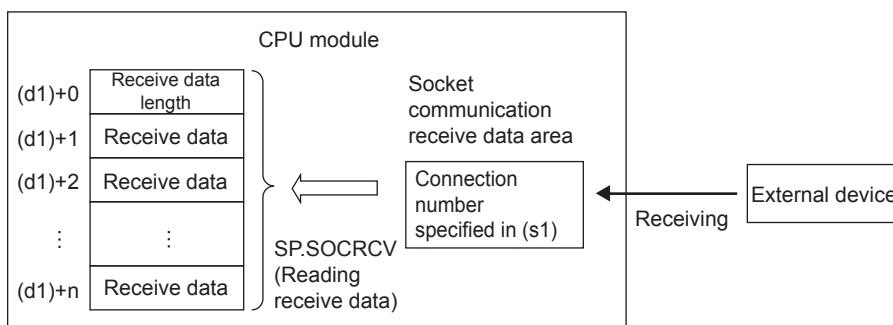 CPU module
(d1)+0
Receive data
length
(d1)+1
Receive data
(d1)+2
Receive data
⋮
⋮
(d1)+n
Receive data
SP.SOCRCV
(Reading
receive data)
Socket
communication
receive data area
Connection
number
specified in (s1)
Receiving
External device